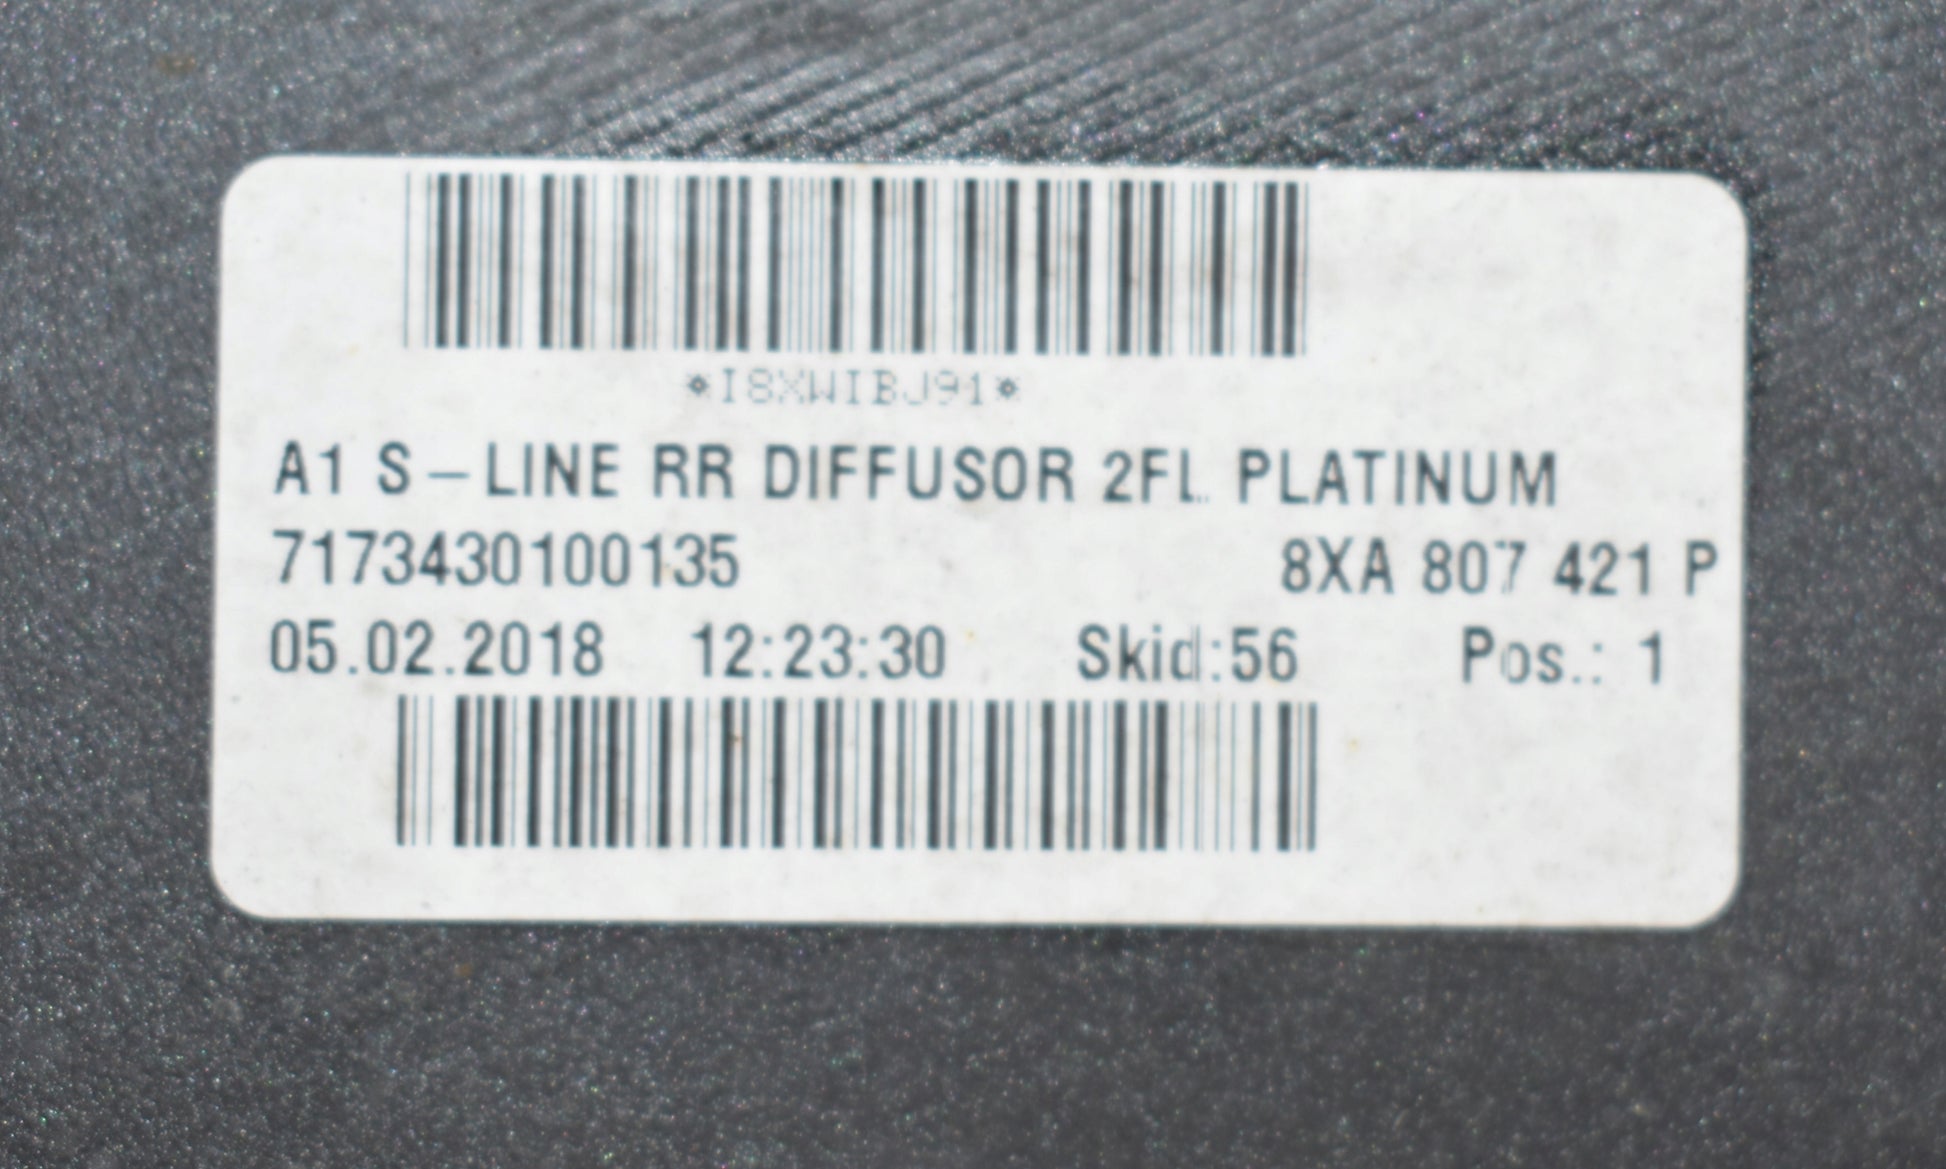 *I8XWIBJ91*
A1 S-LINE RR DIFFUSOR 2FL. PLATINUM
7173430100135 8XA 807 421 P
05.02.2018 12:23:30 Skid:56 Pos.: 1